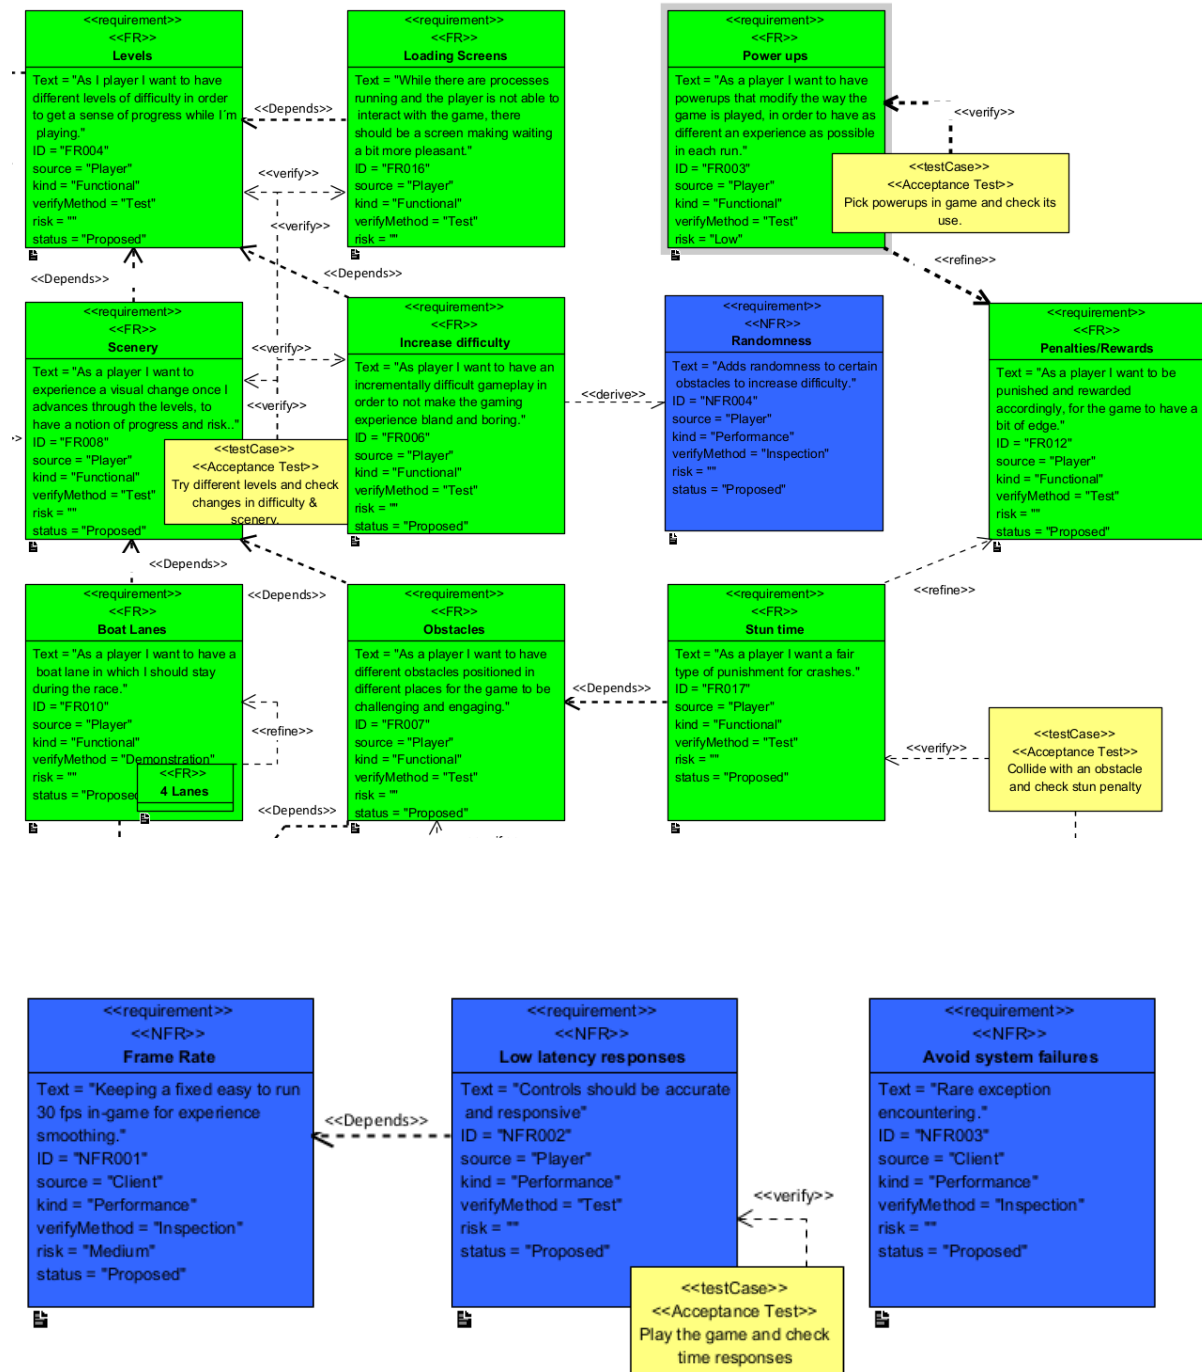 <<requirement>>
<<FR>>
Levels
Text = "As I player I want to have
different levels of difficulty in order
to get a sense of progress while I´m
playing."
ID = "FR004"
source = "Player"
kind = "Functional"
verifyMethod = "Test"
risk = ""
status = "Proposed"
<<Depends>>
<<requirement>>
<<FR>>
Loading Screens
Text = "While there are processes
running and the player is not able to
interact with the game, there
should be a screen making waiting
a bit more pleasant."
ID = "FR016"
source = "Player"
kind = "Functional"
verifyMethod = "Test"
risk = ""
<<requirement>>
<<FR>>
Power ups
Text = "As a player I want to have
powerups that modify the way the
game is played, in order to have as
different an experience as possible
in each run."
ID = "FR003"
source = "Player"
kind = "Functional"
verifyMethod = "Test"
risk = "Low"
<<verify>>
<<testCase>>
<<Acceptance Test>>
Pick powerups in game and check its
use.
<<verify>>
<<verify>>
<<refine>>
<<Depends>>
<<Depends>>
<<requirement>>
<<FR>>
Scenery
Text = "As a player I want to
experience a visual change once I
advances through the levels, to
have a notion of progress and risk.."
ID = "FR008"
source = "Player"
kind = "Functional"
verifyMethod = "Test"
risk = ""
status = "Proposed"
<<verify>>
<<verify>>
<<testCase>>
<<Acceptance Test>>
Try different levels and check
changes in difficulty &
scenery.
<<requirement>>
<<FR>>
Increase difficulty
Text = "As player I want to have an
incrementally difficult gameplay in
order to not make the gaming
experience bland and boring."
ID = "FR006"
source = "Player"
kind = "Functional"
verifyMethod = "Test"
risk = ""
status = "Proposed"
<<derive>>
<<requirement>>
<<NFR>>
Randomness
Text = "Adds randomness to certain
obstacles to increase difficulty."
ID = "NFR004"
source = "Player"
kind = "Performance"
verifyMethod = "Inspection"
risk = ""
status = "Proposed"
<<requirement>>
<<FR>>
Penalties/Rewards
Text = "As a player I want to be
punished and rewarded
accordingly, for the game to have a
bit of edge."
ID = "FR012"
source = "Player"
kind = "Functional"
verifyMethod = "Test"
risk = ""
status = "Proposed"
<<Depends>>
<<Depends>>
<<refine>>
<<requirement>>
<<FR>>
Boat Lanes
Text = "As a player I want to have a
boat lane in which I should stay
during the race."
ID = "FR010"
source = "Player"
kind = "Functional"
verifyMethod = "Demonstration"
risk = ""
status = "Proposed
<<refine>>
<<FR>>
4 Lanes
<<Depends>>
<<requirement>>
<<FR>>
Obstacles
Text = "As a player I want to have
different obstacles positioned in
different places for the game to be
challenging and engaging."
ID = "FR007"
source = "Player"
kind = "Functional"
verifyMethod = "Test"
risk = ""
status = "Proposed"
<<Depends>>
<<requirement>>
<<FR>>
Stun time
Text = "As a player I want a fair
type of punishment for crashes."
ID = "FR017"
source = "Player"
kind = "Functional"
verifyMethod = "Test"
risk = ""
status = "Proposed"
<<verify>>
<<testCase>>
<<Acceptance Test>>
Collide with an obstacle
and check stun penalty
<<requirement>>
<<NFR>>
Frame Rate
Text = "Keeping a fixed easy to run
30 fps in-game for experience
smoothing."
ID = "NFR001"
source = "Client"
kind = "Performance"
verifyMethod = "Inspection"
risk = "Medium"
status = "Proposed"
<<Depends>>
<<requirement>>
<<NFR>>
Low latency responses
Text = "Controls should be accurate
and responsive"
ID = "NFR002"
source = "Player"
kind = "Performance"
verifyMethod = "Test"
risk = ""
status = "Proposed"
<<verify>>
<<testCase>>
<<Acceptance Test>>
Play the game and check
time responses
<<requirement>>
<<NFR>>
Avoid system failures
Text = "Rare exception
encountering."
ID = "NFR003"
source = "Client"
kind = "Performance"
verifyMethod = "Inspection"
risk = ""
status = "Proposed"